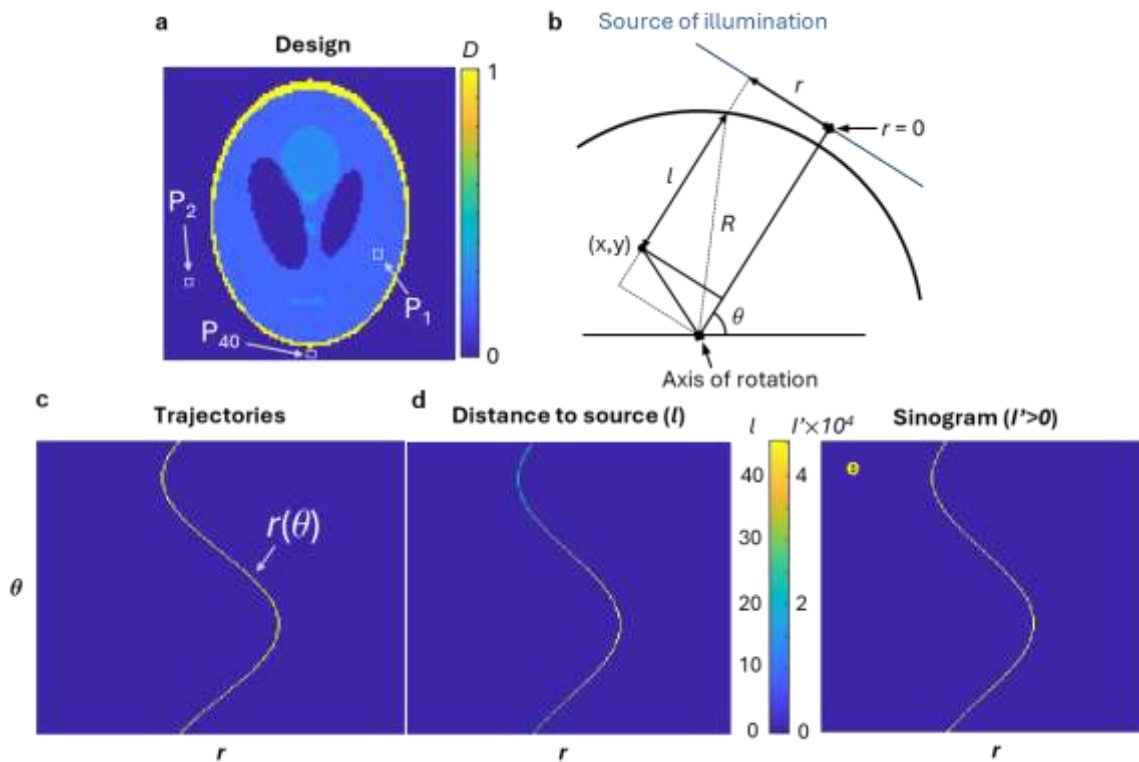 a
Design
D
1
0
P2
P1
P40
b
Source of illumination
r
r = 0
l
R
(x,y)
θ
Axis of rotation
c
Trajectories
r(θ)
θ
r
d
Distance to source (l)
l
40
30
20
10
0
r
I'×10⁴
4
2
0
Sinogram (I'>0)
e
r